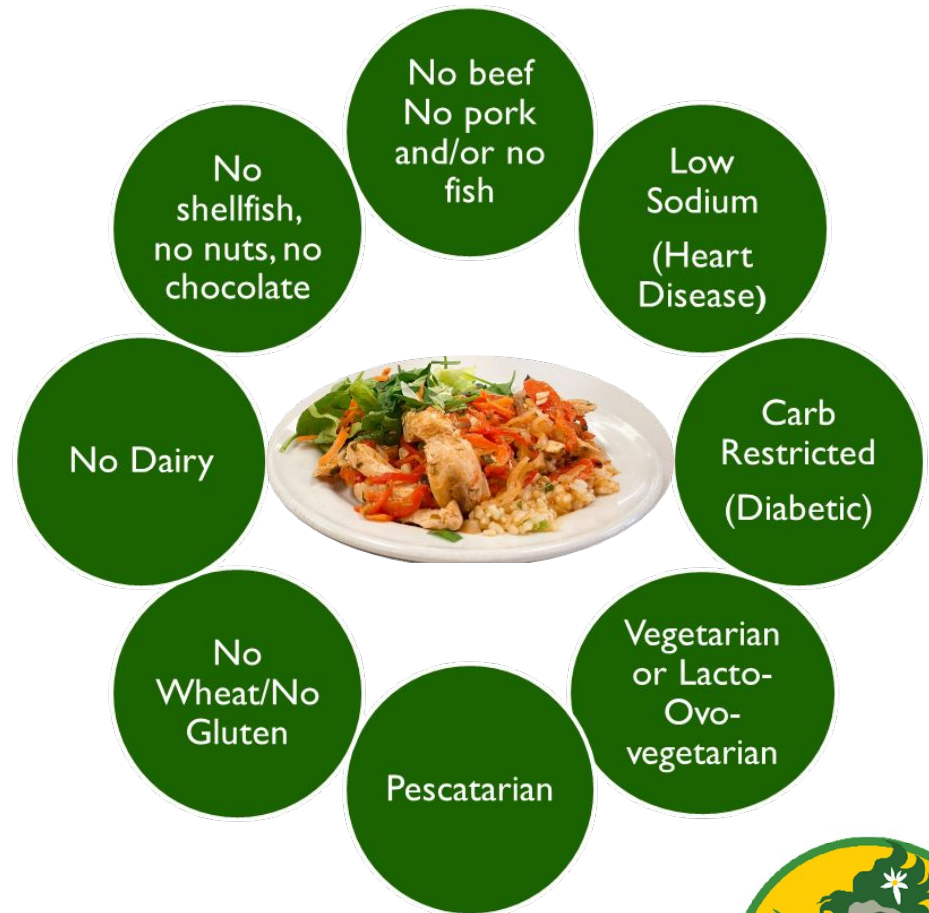 No beef
No pork
and/or no
fish
Low
Sodium
(Heart
Disease)
Carb
Restricted
(Diabetic)
Vegetarian
or Lacto-
Ovo-
vegetarian
Pescatarian
No
Wheat/No
Gluten
No Dairy
No
shellfish,
no nuts, no
chocolate